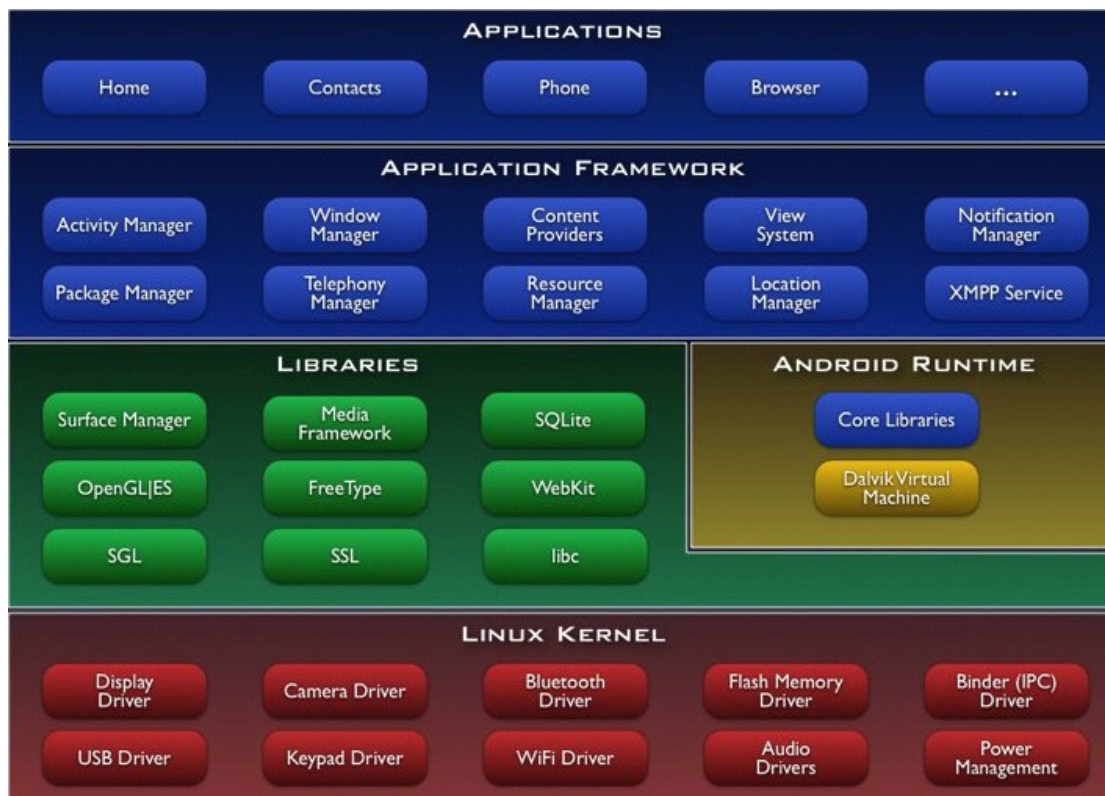 APPLICATIONS
Home
Contacts
Phone
Browser
...
APPLICATION FRAMEWORK
Activity Manager
Window
Manager
Content
Providers
View
System
Notification
Manager
Package Manager
Telephony
Manager
Resource
Manager
Location
Manager
XMPP Service
LIBRARIES
Surface Manager
Media
Framework
SQLite
OpenGL|ES
FreeType
WebKit
SGL
SSL
libc
ANDROID RUNTIME
Core Libraries
Dalvik Virtual
Machine
LINUX KERNEL
Display
Driver
Camera Driver
Bluetooth
Driver
Flash Memory
Driver
Binder (IPC)
Driver
USB Driver
Keypad Driver
WiFi Driver
Audio
Drivers
Power
Management